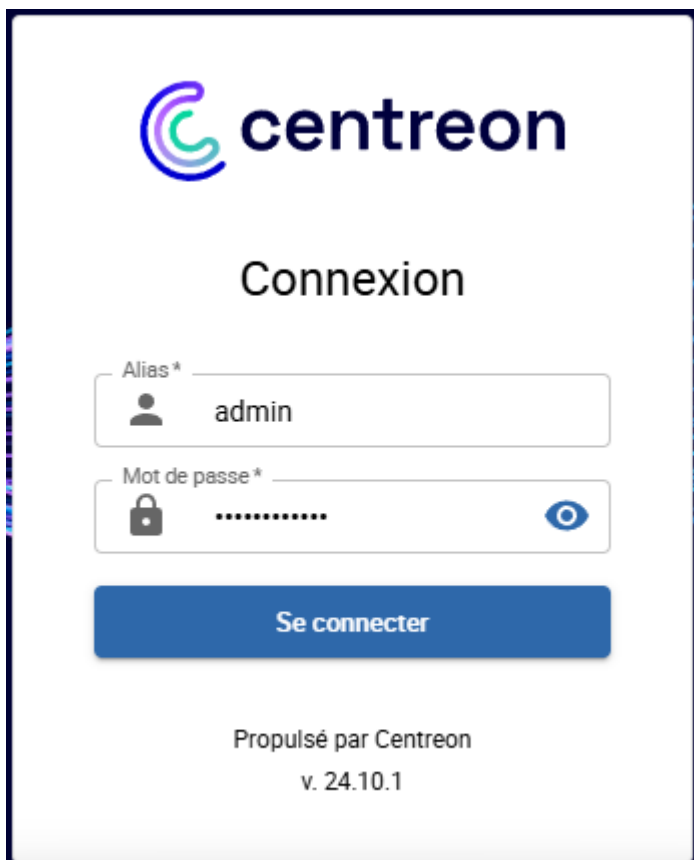 centreon
Connexion
Alias *
admin
Mot de passe *
••••••••••••
Se connecter
Propulsé par Centreon
v. 24.10.1